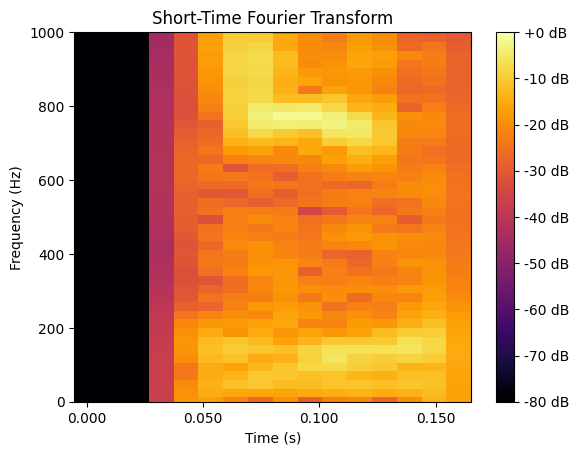 Short-Time Fourier Transform
Frequency (Hz)
1000
800
600
400
200
0
0.000
0.050
0.100
0.150
Time (s)
+0 dB
-10 dB
-20 dB
-30 dB
-40 dB
-50 dB
-60 dB
-70 dB
-80 dB